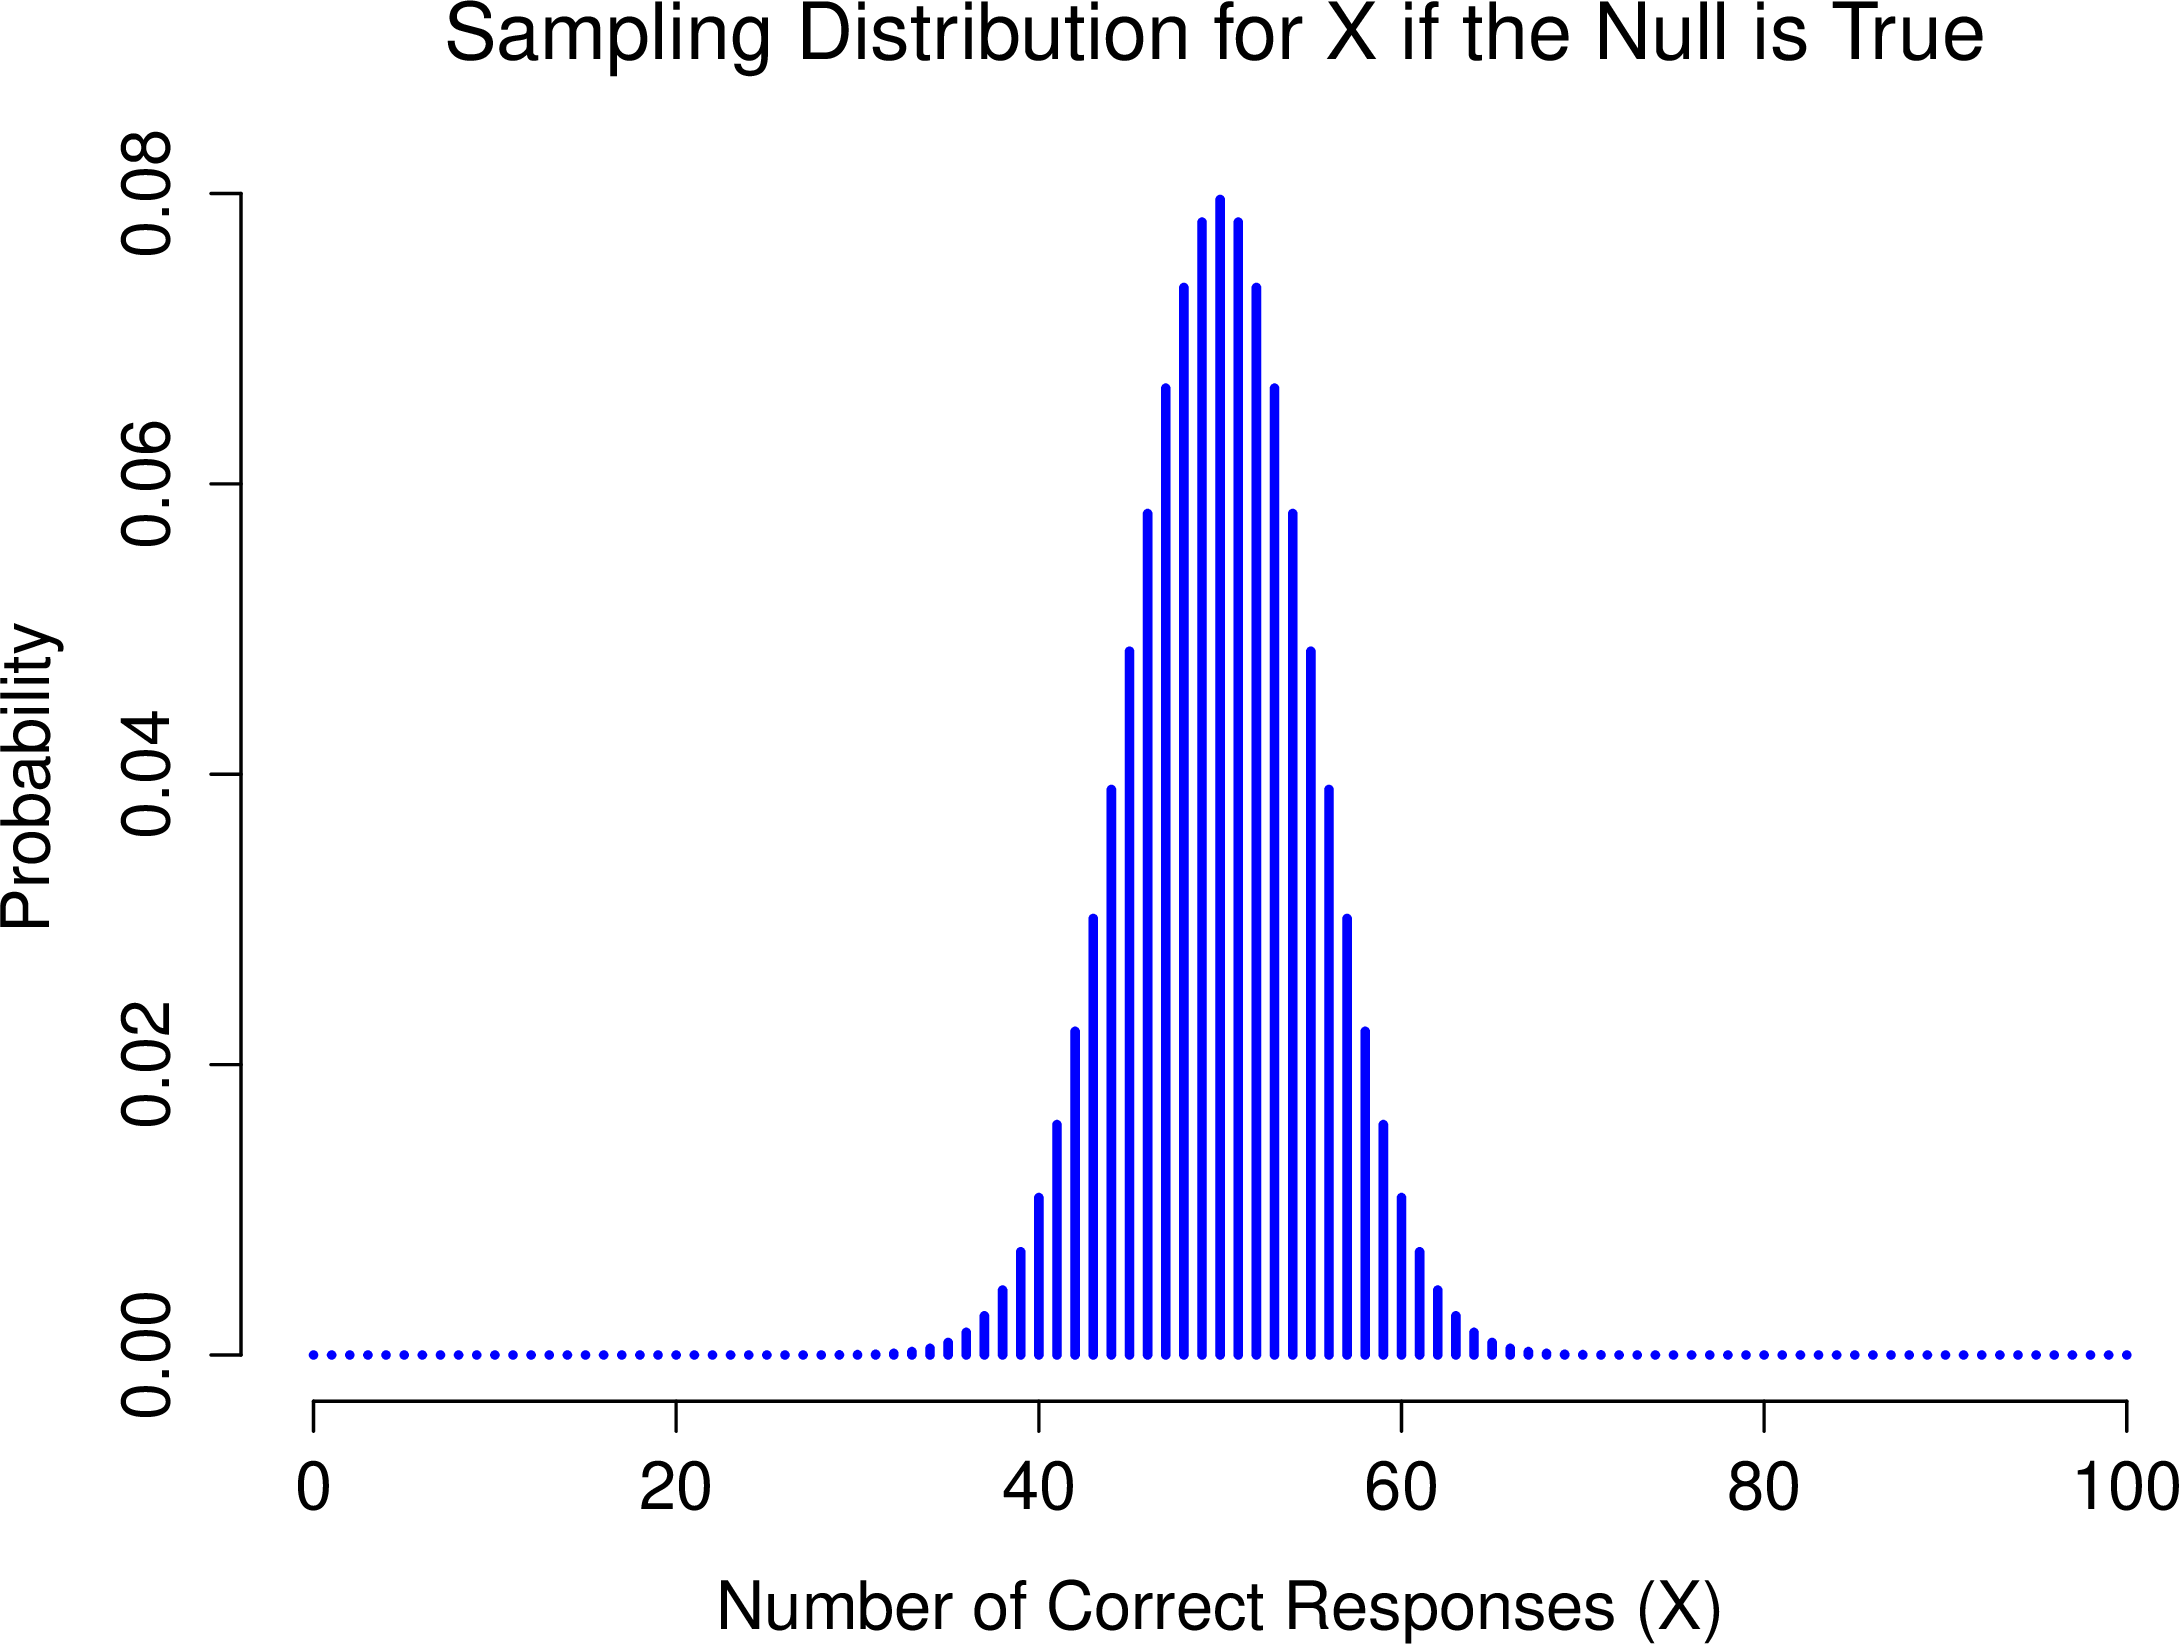 Sampling Distribution for X if the Null is True
Probability
0.08
0.06
0.04
0.02
0.00
0 20 40 60 80 100
Number of Correct Responses (X)